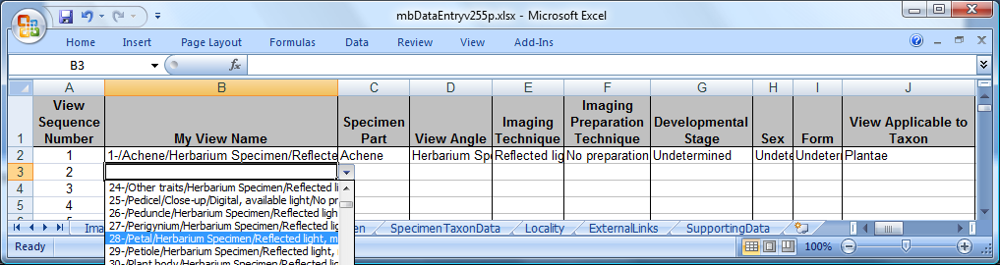 mbDataEntryv255p.xlsx - Microsoft Excel
Home Insert Page Layout Formulas Data Review View Add-Ins
B3 fx
A B C D E F G H I J
1 View Sequence Number My View Name Specimen Part View Angle Imaging Technique Imaging Preparation Technique Developmental Stage Sex Form View Applicable to Taxon
2 1 1-/Achene/Herbarium Specimen/Reflecte Achene Herbarium Spe Reflected lig No preparation Undetermined Undete Undeter Plantae
3 2
4 3 24-/Other traits/Herbarium Specimen/Reflected li
25-/Pedicel/Close-up/Digital, available light/No pr
5 4 26-/Peduncle/Herbarium Specimen/Reflected light
27-/Perigynium/Herbarium Specimen/Reflected lig
Ima 28-/Petal/Herbarium Specimen/Reflected light, m en SpecimenTaxonData Locality ExternalLinks SupportingData
Ready 29-/Petiole/Herbarium Specimen/Reflected light, 100%
30-/Plant body/Herbarium Specimen/Reflected